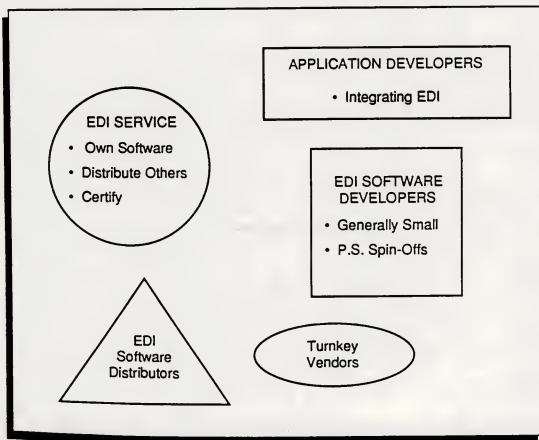 APPLICATION DEVELOPERS
• Integrating EDI
EDI SERVICE
• Own Software
• Distribute Others
• Certify
EDI SOFTWARE
DEVELOPERS
• Generally Small
• P.S. Spin-Offs
EDI
Software
Distributors
Turnkey
Vendors